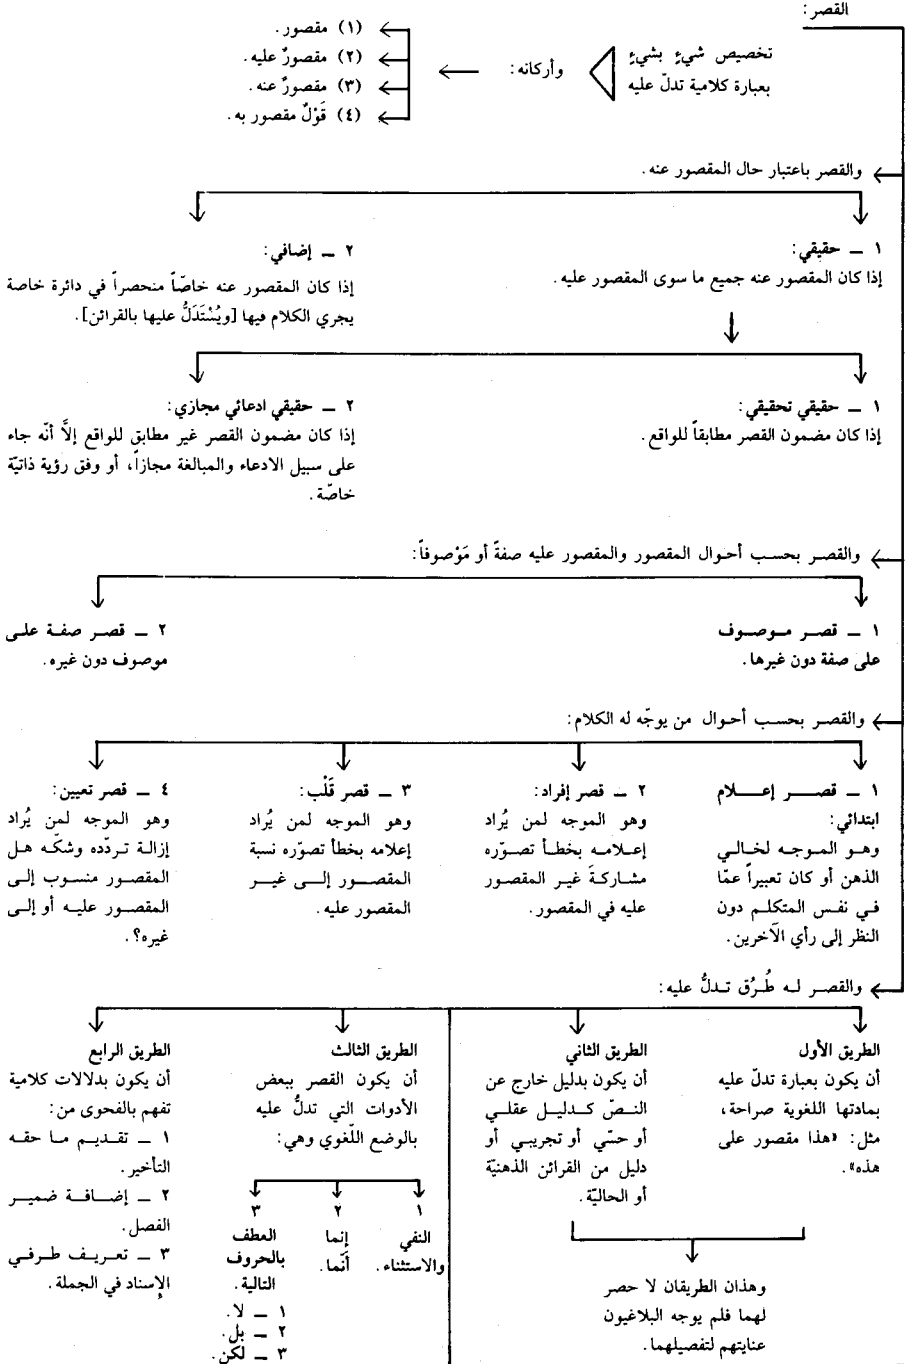 القصر:
تخصيص شيءٍ بشيءٍ
بعبارة كلامية تدلّ عليه
وأركانه:
(١) مقصور.
(٢) مقصورٌ عليه.
(٣) مقصورٌ عنه.
(٤) قَوْلٌ مقصور به.
والقصر باعتبار حال المقصور عنه.
١ ــ حقيقي:
إذا كان المقصور عنه جميع ما سوى المقصور عليه.
٢ ــ إضافي:
إذا كان المقصور عنه خاصّاً منحصراً في دائرة خاصة
يجري الكلام فيها [ويُسْتَدَلُّ عليها بالقرائن].
١ ــ حقيقي تحقيقي:
إذا كان مضمون القصر مطابقاً للواقع.
٢ ــ حقيقي ادعائي مجازي:
إذا كان مضمون القصر غير مطابق للواقع إلاَّ أنّه جاء
على سبيل الادعاء والمبالغة مجازاً، أو وفق رؤية ذاتيّة
خاصّة.
والقصر بحسب أحوال المقصور والمقصور عليه صفةً أو مَوْصوفاً:
١ ــ قصر موصوف
على صفة دون غيرها.
٢ ــ قصر صفة على
موصوف دون غيره.
والقصر بحسب أحوال من يوجّه له الكلام:
١ ــ قصر إعلام
ابتدائي:
وهو الموجه لخالي
الذهن أو كان تعبيراً عمّا
في نفس المتكلم دون
النظر إلى رأي الآخرين.
٢ ــ قصر إفراد:
وهو الموجه لمن يُراد
إعلامه بخطأ تصوّره
مشاركةَ غير المقصور
عليه في المقصور.
٣ ــ قصر قَلْب:
وهو الموجه لمن يُراد
إعلامه بخطأ تصوّره نسبة
المقصور إلى غير
المقصور عليه.
٤ ــ قصر تعيين:
وهو الموجه لمن يُراد
إزالة تردّده وشكّه هل
المقصور منسوب إلى
المقصور عليه أو إلى
غيره؟.
والقصر له طُرُق تدلُّ عليه:
الطريق الأول
أن يكون بعبارة تدلّ عليه
بمادتها اللغوية صراحة،
مثل: «هذا مقصور على
هذه».
الطريق الثاني
أن يكون بدليل خارج عن
النصّ كدليل عقلي
أو حسّي أو تجريبي أو
دليل من القرائن الذهنيّة
أو الحاليّة.
وهذان الطريقان لا حصر
لهما فلم يوجه البلاغيون
عنايتهم لتفصيلهما.
الطريق الثالث
أن يكون القصر ببعض
الأدوات التي تدلُّ عليه
بالوضع اللّغوي وهي:
١
النفي
والاستثناء.
٢
إنما
أنّما.
٣
العطف
بالحروف
التالية.
١ ــ لا.
٢ ــ بل.
٣ ــ لكن.
الطريق الرابع
أن يكون بدلالات كلامية
تفهم بالفحوى من:
١ ــ تقديم ما حقه
التأخير.
٢ ــ إضافة ضمير
الفصل.
٣ ــ تعريف طرفي
الإسناد في الجملة.